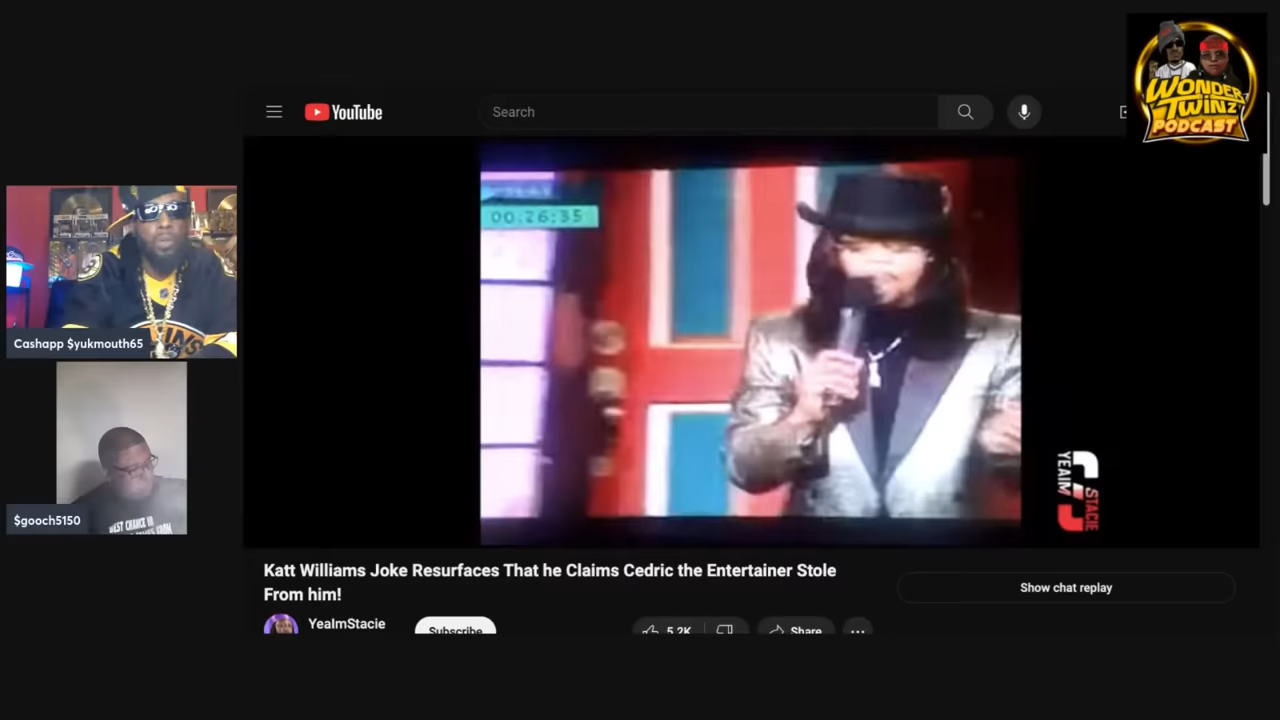 YouTube
Search
WONDER
TWINZ
PODCAST
00:26:35
Cashapp $yukmouth65
$gooch5150
YEAIM
STACIE
Katt Williams Joke Resurfaces That he Claims Cedric the Entertainer Stole
From him!
Show chat replay
YeaImStacie
Subscribe
5.2K
Share